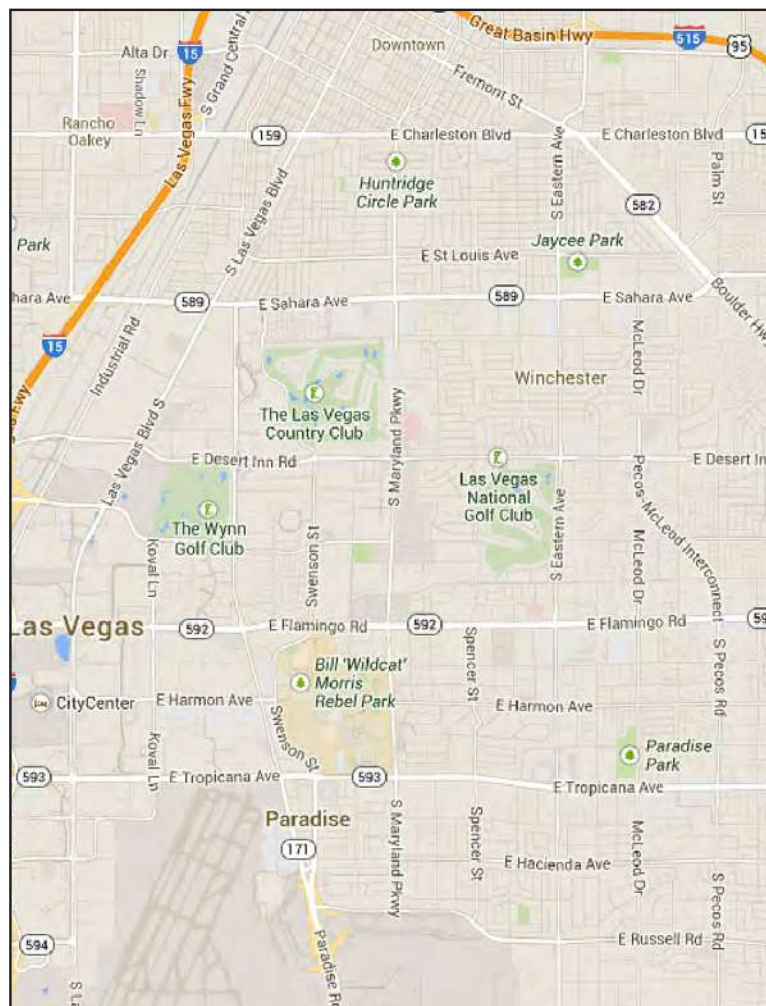 Great Basin Hwy
515
95
Alta Dr
15
Downtown
S Grand Central
Shadow Ln
Fremont St
Rancho
Oakey
Las Vegas Fwy
159
E Charleston Blvd
E Charleston Blvd
15
S Eastern Ave
Palm St
Huntridge
Circle Park
582
S Las Vegas Blvd
Park
E St Louis Ave
Jaycee Park
hara Ave
589
E Sahara Ave
589
E Sahara Ave
Boulder Hwy
15
Fwy
Industrial Rd
McLeod Dr
Winchester
The Las Vegas
Country Club
S Maryland Pkwy
Las Vegas Blvd S
E Desert Inn Rd
E Desert Inn
Las Vegas
National
Golf Club
Pecos-McLeod Interconnect
The Wynn
Golf Club
S Eastern Ave
Koval Ln
Swenson St
McLeod Dr
Las Vegas
592
E Flamingo Rd
592
E Flamingo Rd
59
Spencer St
S Pecos Rd
Bill 'Wildcat'
Morris
Rebel Park
CityCenter
E Harmon Ave
E Harmon Ave
Swenson St
Koval Ln
Paradise
Park
593
E Tropicana Ave
593
E Tropicana Ave
Paradise
S Maryland Pkwy
Spencer St
McLeod Dr
171
E Hacienda Ave
S Pecos Rd
594
Paradise
E Russell Rd
S La